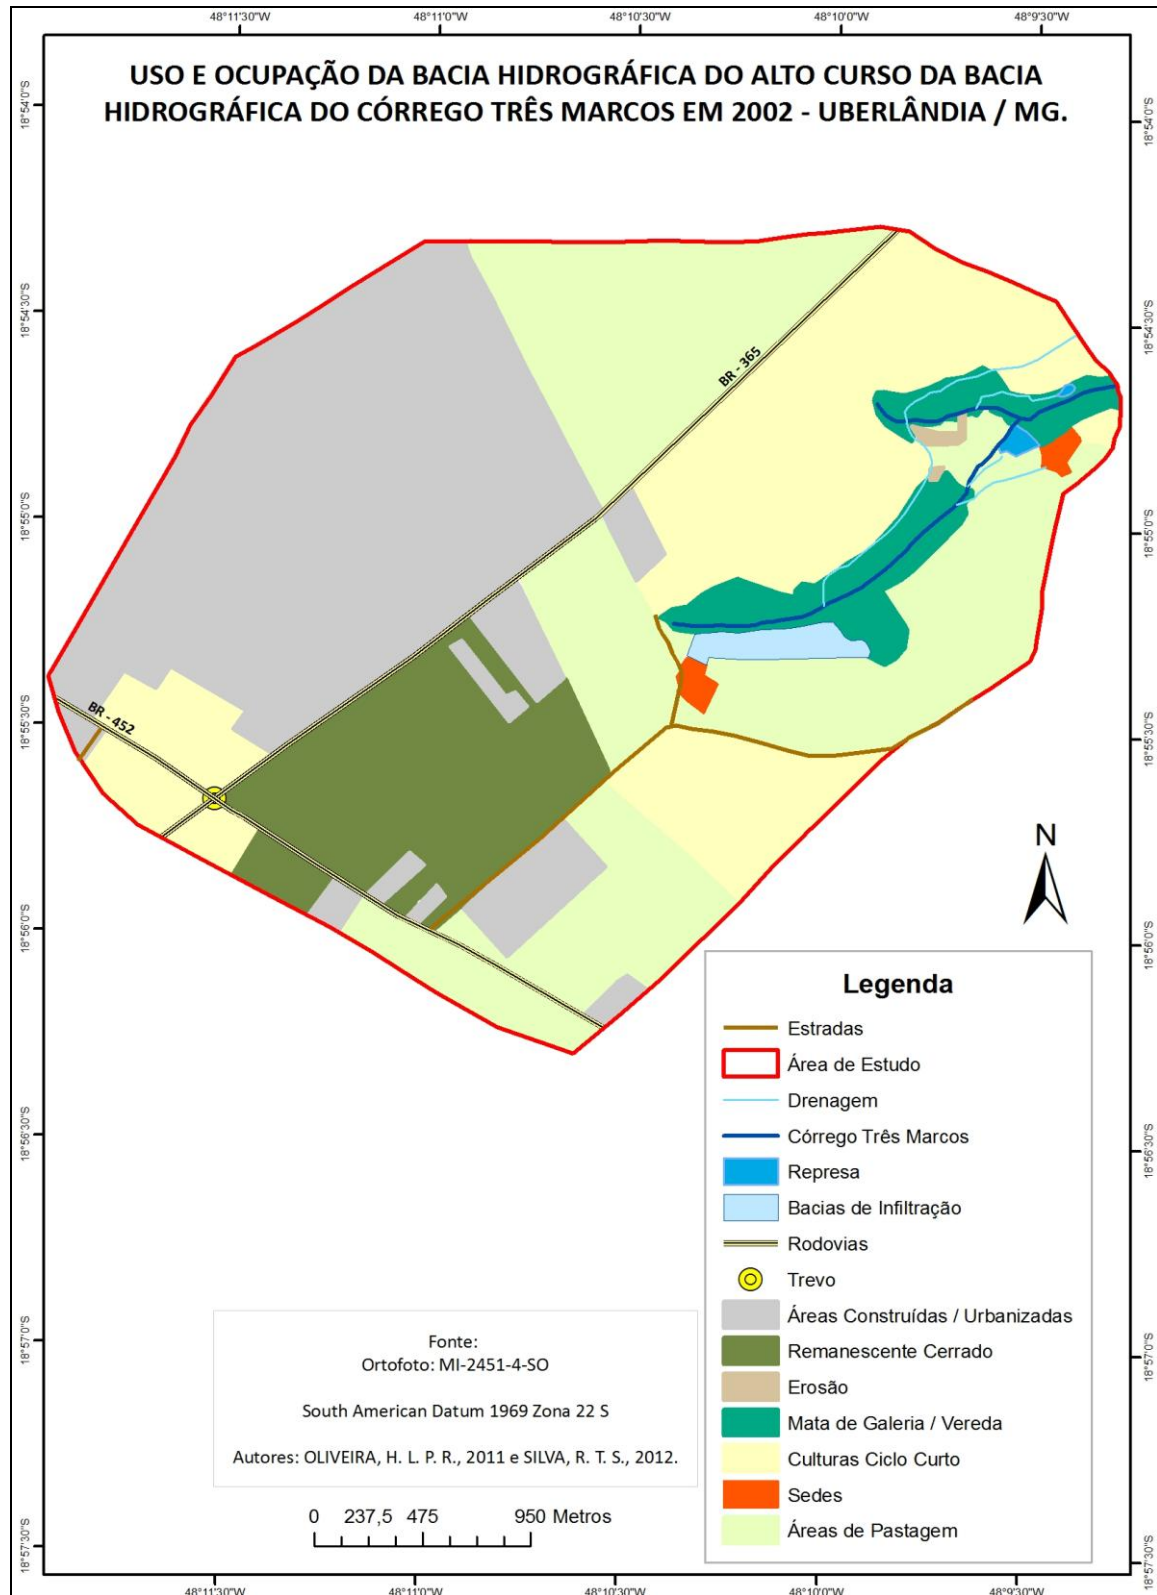 48°11'30"W 48°11'0"W 48°10'30"W 48°10'0"W 48°9'30"W
USO E OCUPAÇÃO DA BACIA HIDROGRÁFICA DO ALTO CURSO DA BACIA
HIDROGRÁFICA DO CÓRREGO TRÊS MARCOS EM 2002 - UBERLÂNDIA / MG.
18°54'0"S 18°54'0"S
18°54'30"S 18°54'30"S
BR - 365
18°55'0"S 18°55'0"S
BR - 452
18°55'30"S 18°55'30"S
N
18°56'0"S 18°56'0"S
Legenda
Estradas
Área de Estudo
Drenagem
Córrego Três Marcos
Represa
Bacias de Infiltração
Rodovias
Trevo
Áreas Construídas / Urbanizadas
Remanescente Cerrado
Erosão
Mata de Galeria / Vereda
Culturas Ciclo Curto
Sedes
Áreas de Pastagem
18°56'30"S 18°56'30"S
18°57'0"S 18°57'0"S
Fonte:
Ortofoto: MI-2451-4-SO
South American Datum 1969 Zona 22 S
Autores: OLIVEIRA, H. L. P. R., 2011 e SILVA, R. T. S., 2012.
0 237,5 475 950 Metros
18°57'30"S 18°57'30"S
48°11'30"W 48°11'0"W 48°10'30"W 48°10'0"W 48°9'30"W